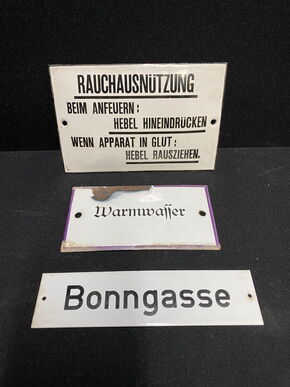 RAUCHAUSNÜTZUNG
BEIM ANFEUERN:
HEBEL HINEINDRÜCKEN
WENN APPARAT IN GLUT:
HEBEL RAUSZIEHEN.
Warmwaſſer
Bonngasse